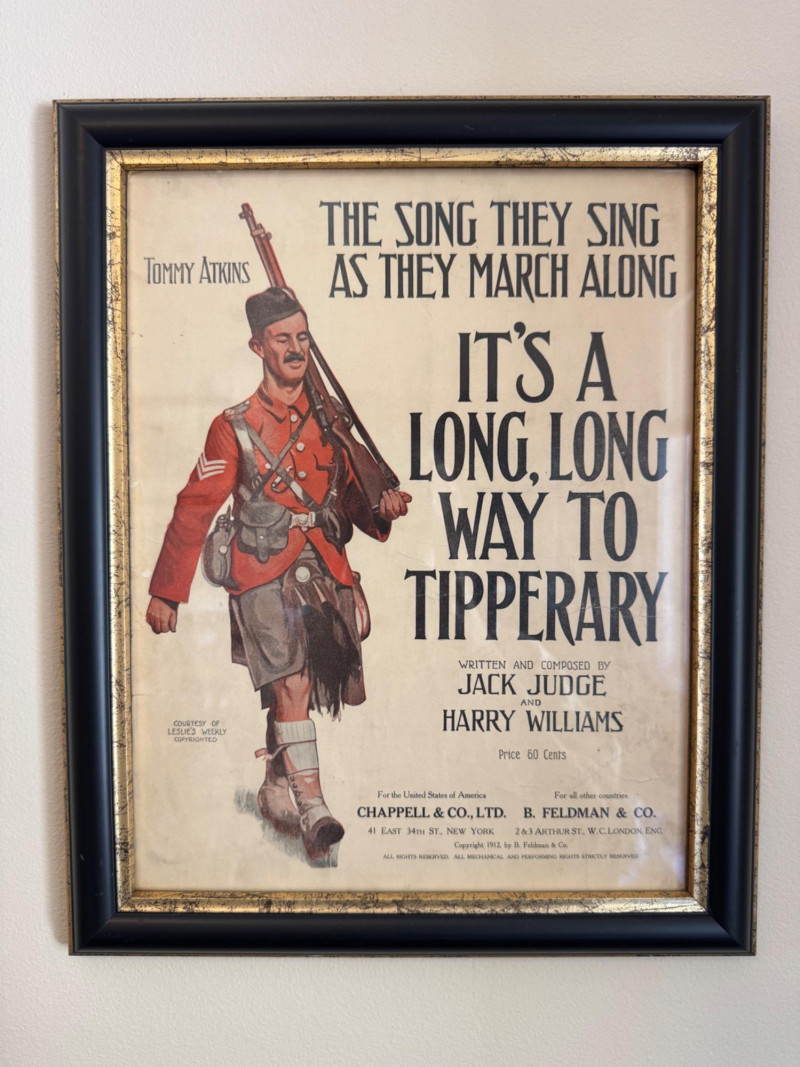 THE SONG THEY SING
AS THEY MARCH ALONG
TOMMY ATKINS
IT'S A
LONG, LONG
WAY TO
TIPPERARY
WRITTEN AND COMPOSED BY
JACK JUDGE
AND
HARRY WILLIAMS
Price 60 Cents
COURTESY OF
LESLIE'S WEEKLY
COPYRIGHTED
For the United States of America
CHAPPELL & CO., LTD.
41 EAST 34TH ST., NEW YORK
For all other countries
B. FELDMAN & CO.
2 & 3 ARTHUR ST., W.C. LONDON, ENG.
Copyright 1912, by B. Feldman & Co.
ALL RIGHTS RESERVED. ALL MECHANICAL AND PERFORMING RIGHTS STRICTLY RESERVED